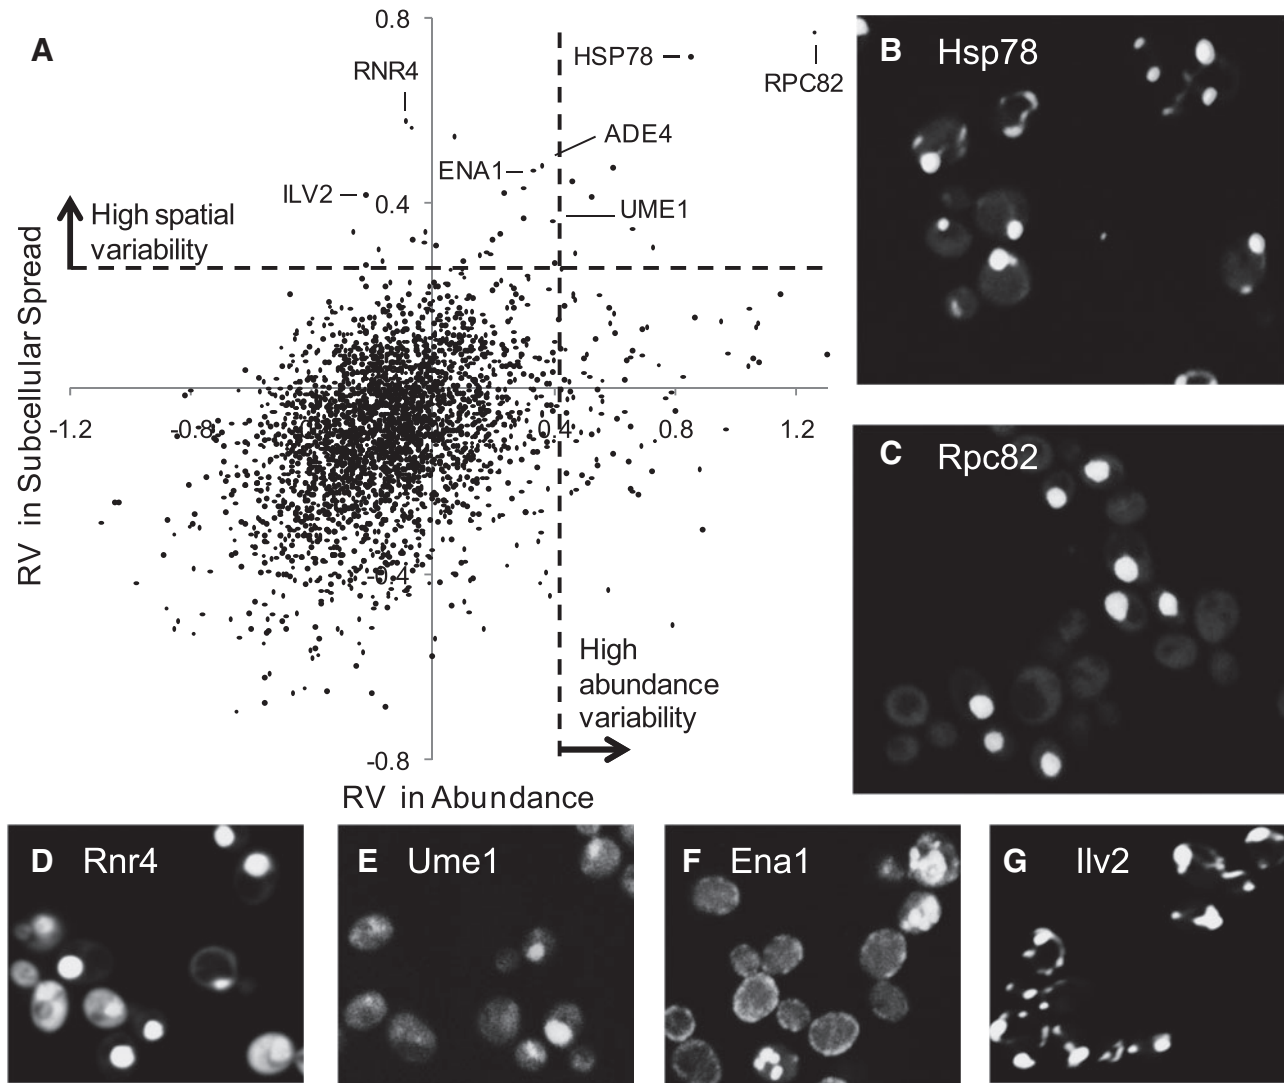 A
0.8
HSP78
RPC82
RNR4
ADE4
ENA1
ILV2
0.4
UME1
High spatial
variability
RV in Subcellular Spread
-1.2
-0.8
0.4
0.8
1.2
-0.4
High
abundance
variability
-0.8
RV in Abundance
B Hsp78
C Rpc82
D Rnr4
E Ume1
F Ena1
G Ilv2